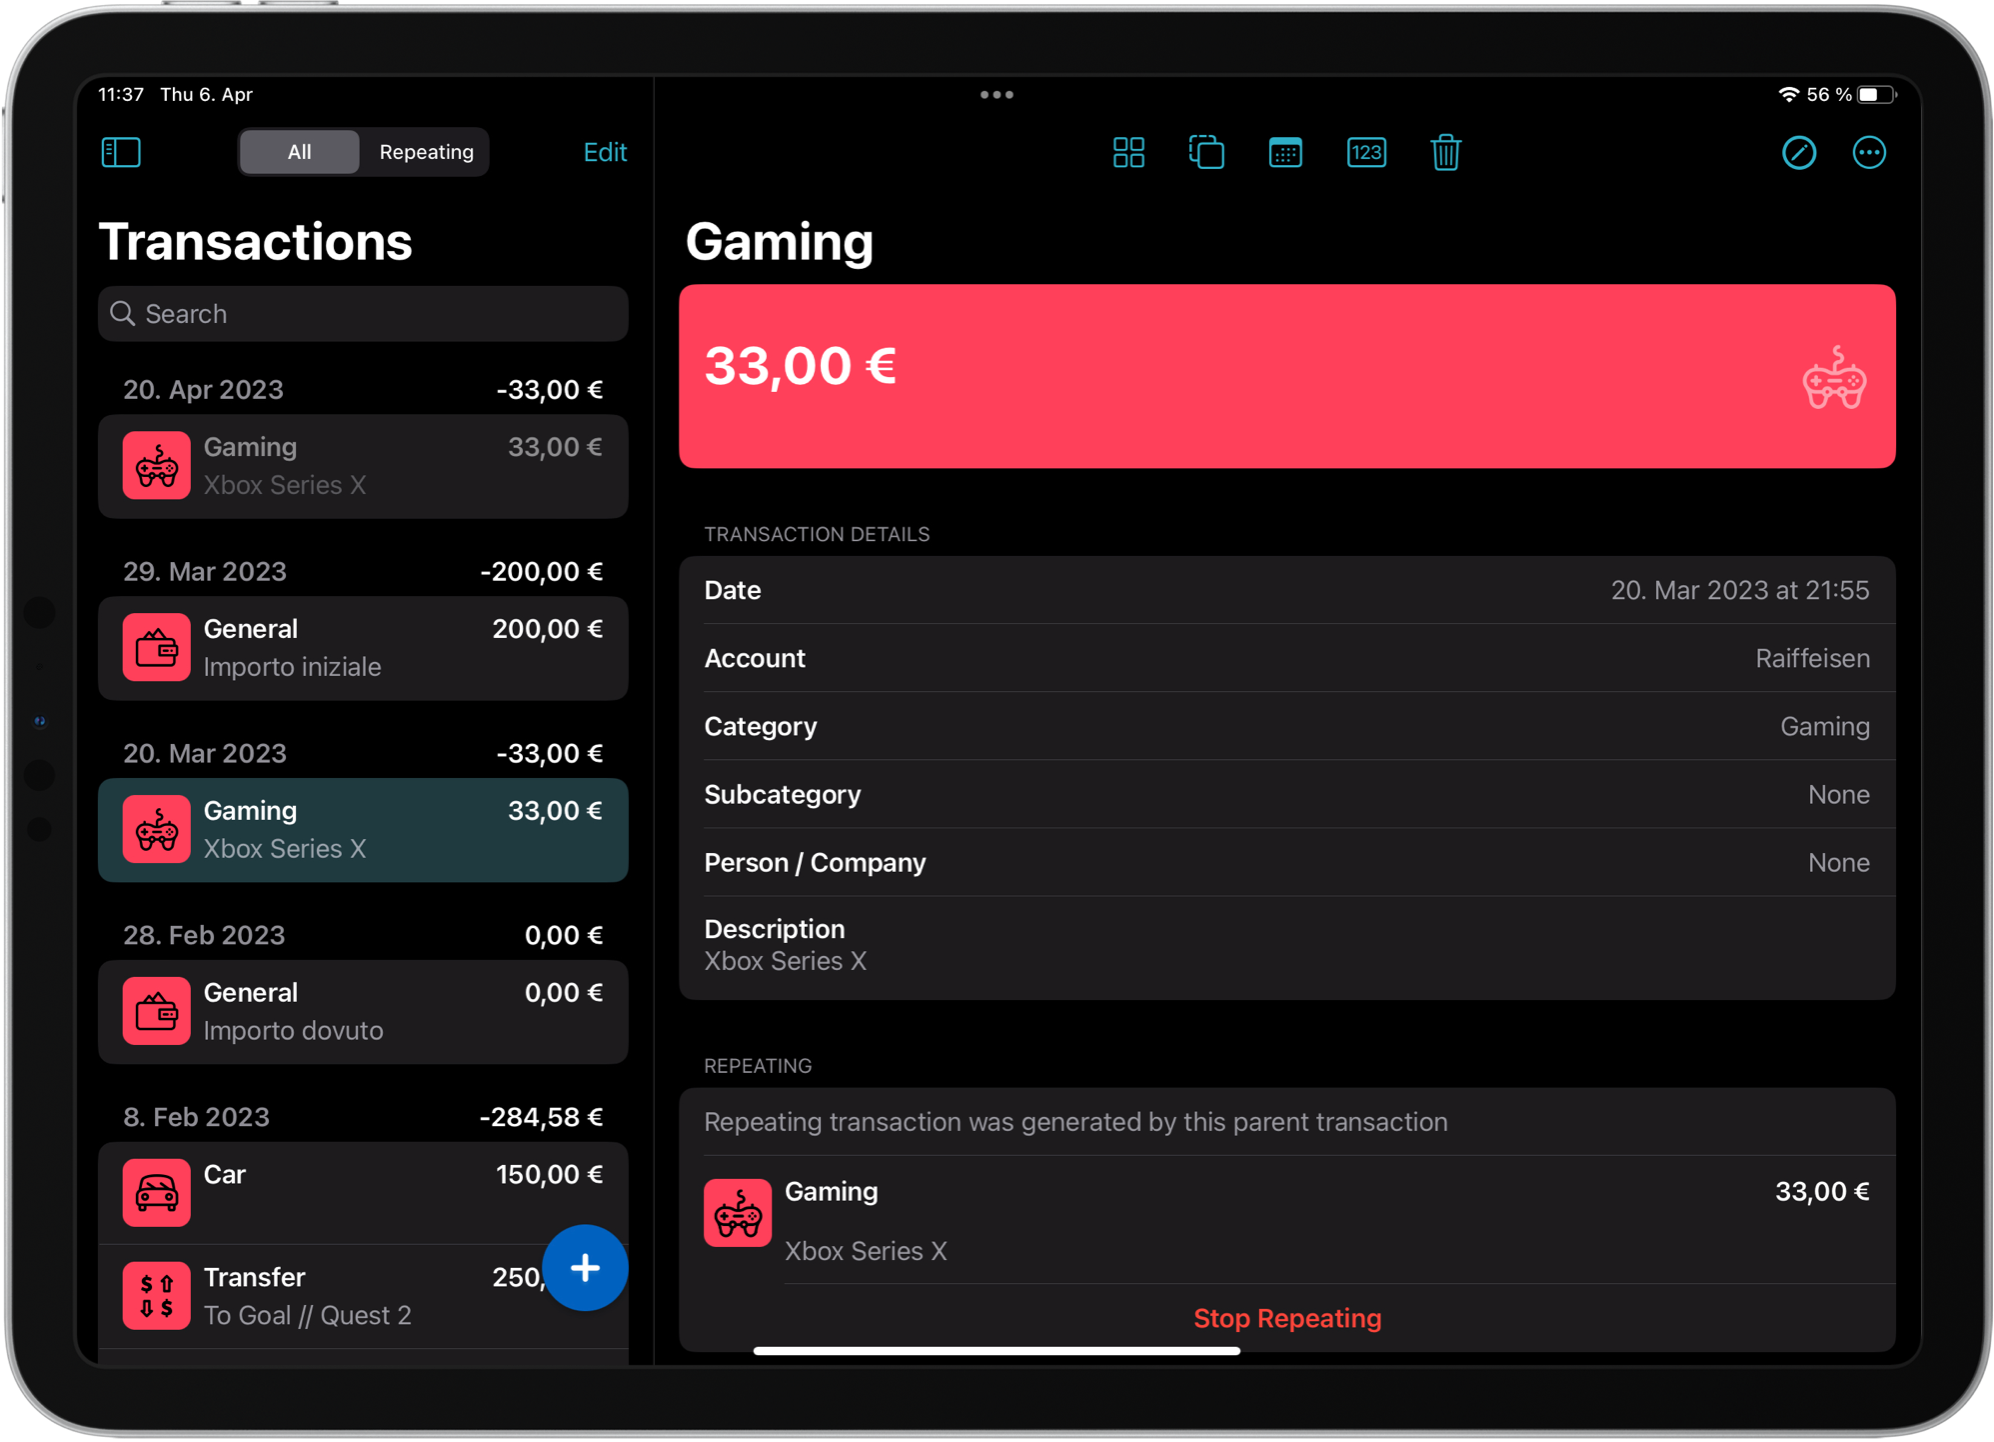 11:37 Thu 6. Apr
56 %
All
Repeating
Edit
Transactions
Search
20. Apr 2023 -33,00 €
Gaming 33,00 €
Xbox Series X
29. Mar 2023 -200,00 €
General 200,00 €
Importo iniziale
20. Mar 2023 -33,00 €
Gaming 33,00 €
Xbox Series X
28. Feb 2023 0,00 €
General 0,00 €
Importo dovuto
8. Feb 2023 -284,58 €
Car 150,00 €
$ $
Transfer 250,
To Goal // Quest 2
123
Gaming
33,00 €
TRANSACTION DETAILS
Date 20. Mar 2023 at 21:55
Account Raiffeisen
Category Gaming
Subcategory None
Person / Company None
Description
Xbox Series X
REPEATING
Repeating transaction was generated by this parent transaction
Gaming 33,00 €
Xbox Series X
Stop Repeating